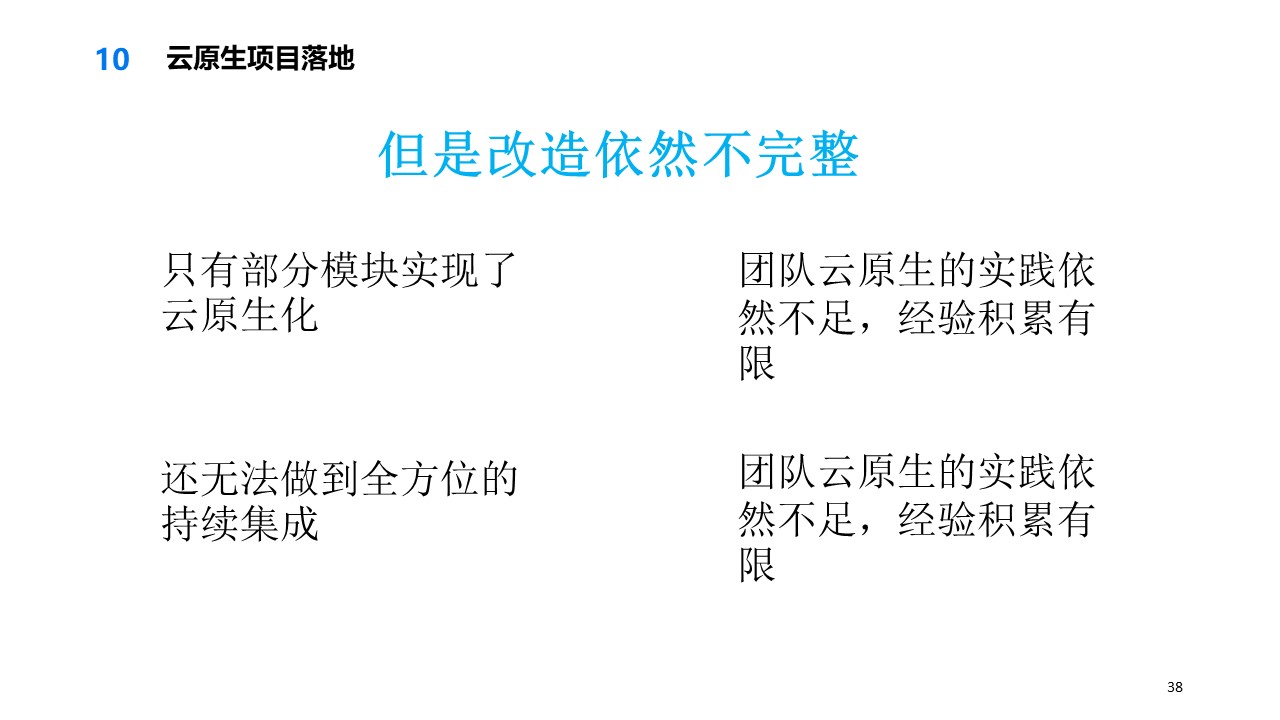 10 云原生项目落地
但是改造依然不完整
只有部分模块实现了
云原生化
团队云原生的实践依
然不足，经验积累有
限
还无法做到全方位的
持续集成
团队云原生的实践依
然不足，经验积累有
限
38